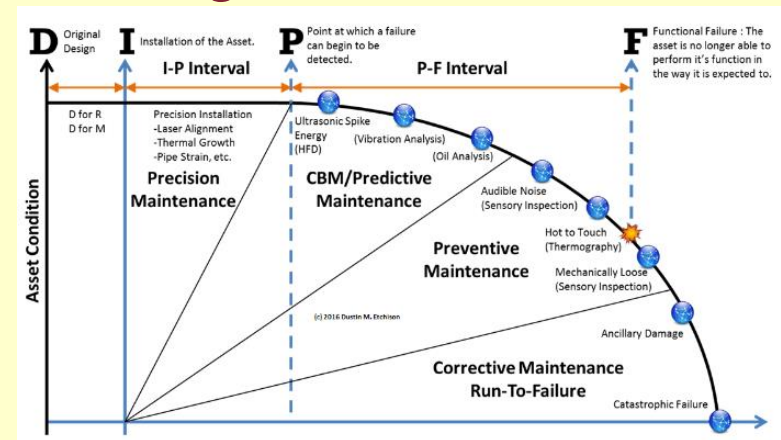 D Original
Design
I Installation of the Asset.
P Point at which a failure
can begin to be
detected.
F Functional Failure : The
asset is no longer able to
perform it's function in
the way it is expected to.
I-P Interval
P-F Interval
D for R
D for M
Precision Installation
-Laser Alignment
-Thermal Growth
-Pipe Strain, etc.
Precision
Maintenance
Ultrasonic Spike
Energy
(HFD)
(Vibration Analysis)
(Oil Analysis)
CBM/Predictive
Maintenance
Audible Noise
(Sensory Inspection)
Hot to Touch
(Thermography)
Preventive
Maintenance
Mechanically Loose
(Sensory Inspection)
(c) 2016 Dustin M. Etchison
Ancillary Damage
Corrective Maintenance
Run-To-Failure
Catastrophic Failure
Asset Condition